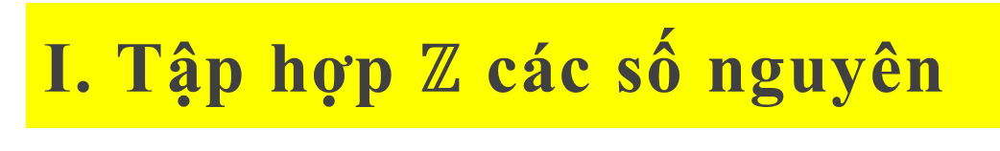 I. Tập hợp ℤ các số nguyên